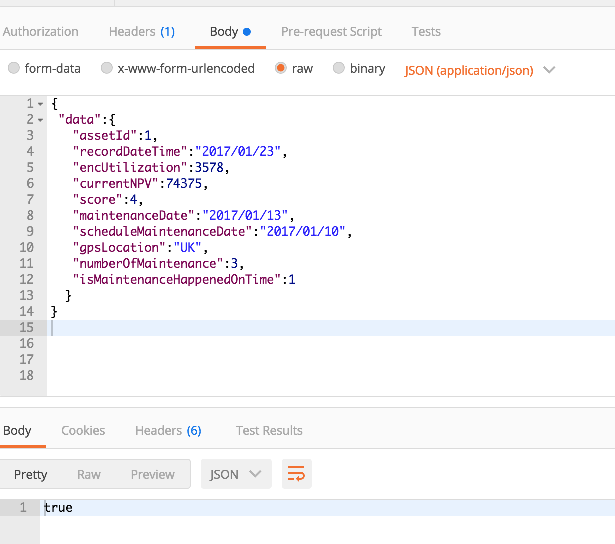 Authorization Headers (1) Body Pre-request Script Tests
form-data x-www-form-urlencoded raw binary JSON (application/json)
1 {
2 "data":{
3 "assetId":1,
4 "recordDateTime":"2017/01/23",
5 "encUtilization":3578,
6 "currentNPV":74375,
7 "score":4,
8 "maintenanceDate":"2017/01/13",
9 "scheduleMaintenanceDate":"2017/01/10",
10 "gpsLocation":"UK",
11 "numberOfMaintenance":3,
12 "isMaintenanceHappenedOnTime":1
13 }
14 }
15
16
17
18
Body Cookies Headers (6) Test Results
Pretty Raw Preview JSON
1 true